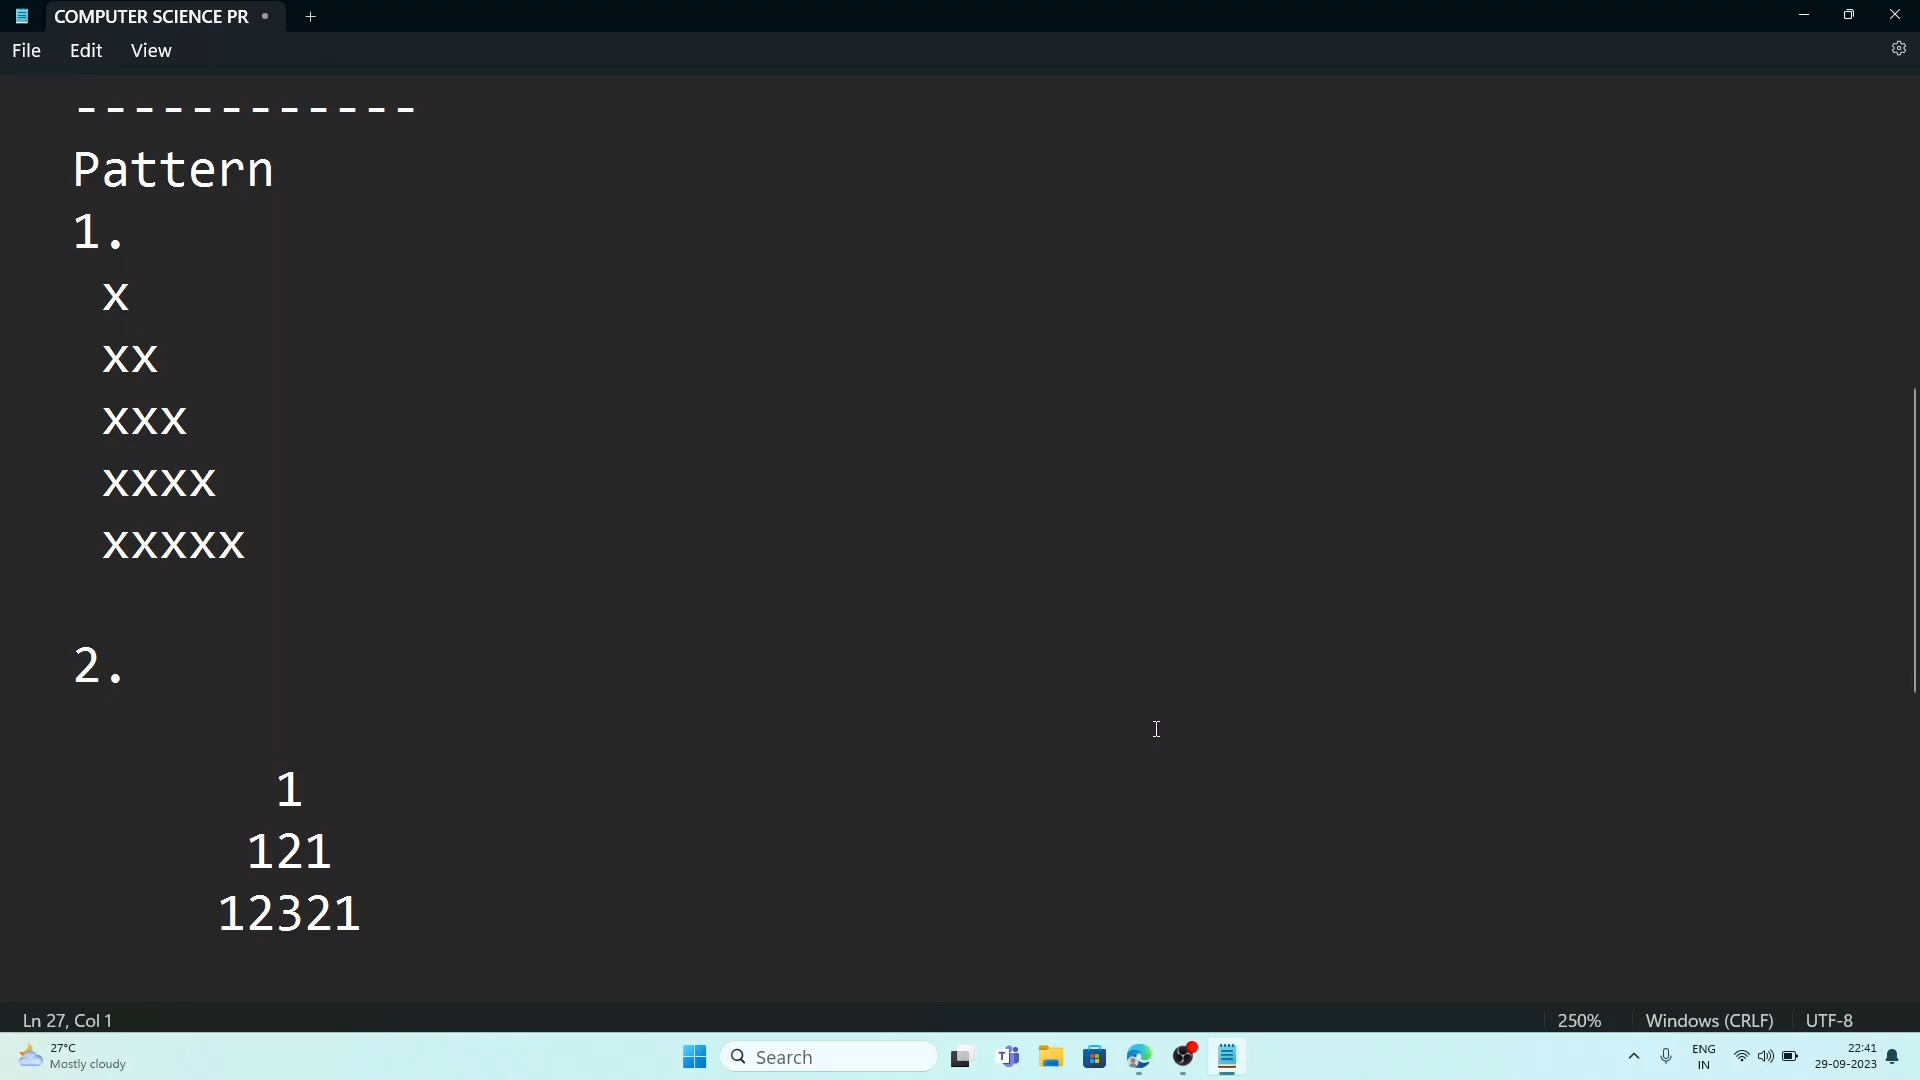 COMPUTER SCIENCE PR
File Edit View
------------
Pattern
1.
x
xx
xxx
xxxx
xxxxx
2.
1
121
12321
Ln 27, Col 1 250% Windows (CRLF) UTF-8
27°C
Mostly cloudy
Search
ENG
IN
22:41
29-09-2023